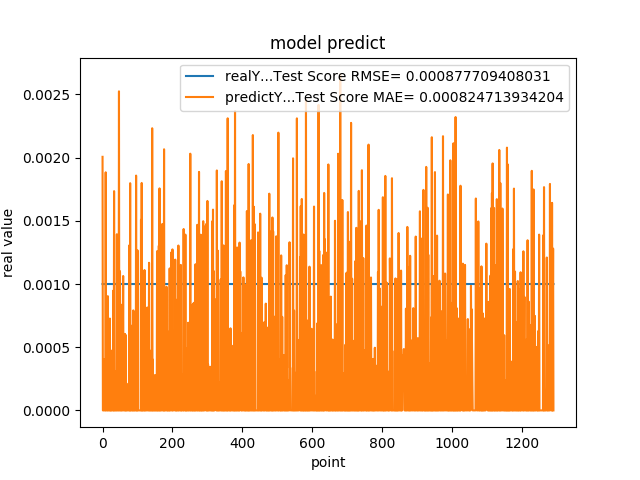 model predict
realY...Test Score RMSE= 0.000877709408031
predictY...Test Score MAE= 0.000824713934204
real value
0.0025
0.0020
0.0015
0.0010
0.0005
0.0000
0 200 400 600 800 1000 1200
point